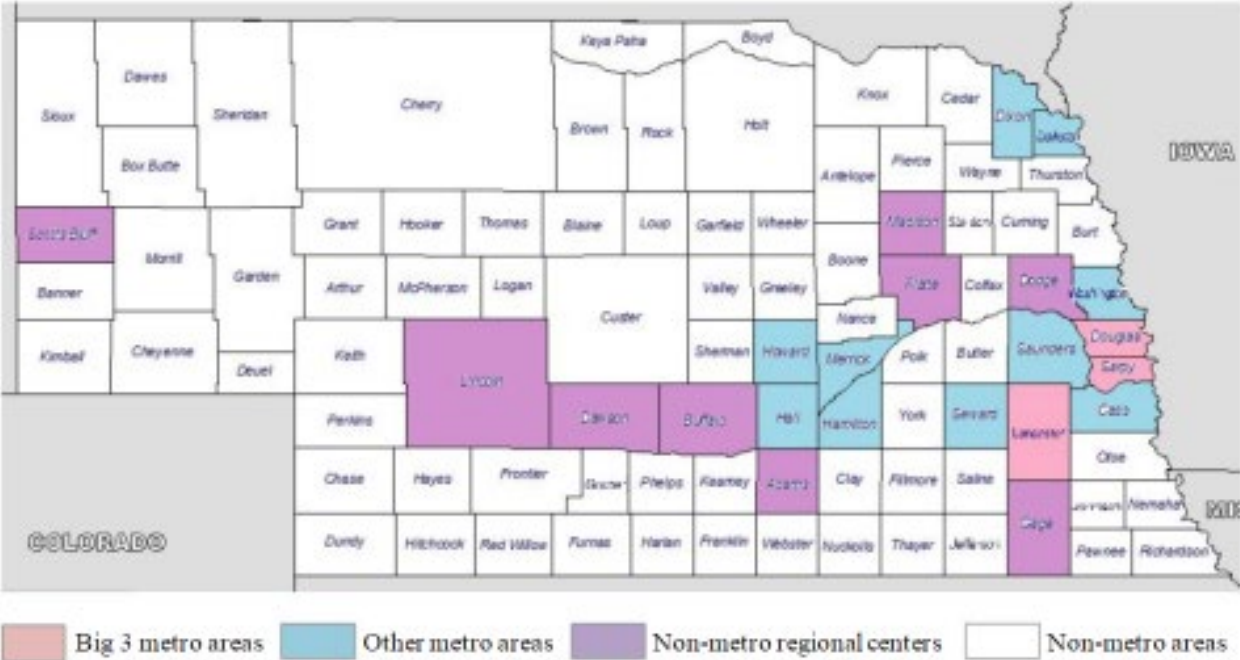 Keya Paha Boyd
Dawes Knox Cedar
Sioux Sheridan Cherry Brown Rock Holt Dixon Dakota
IOWA
Box Butte Antelope Pierce Wayne Thurston
Scotts Bluff Grant Hooker Thomas Blaine Loup Garfield Wheeler Madison Stanton Cuming Burt
Morrill Garden Boone
Banner Arthur McPherson Logan Valley Greeley Platte Colfax Dodge Washington
Custer Nance
Kimball Cheyenne Keith Sherman Howard Merrick Polk Butler Saunders Douglas
Deuel Lincoln Sarpy
Perkins Dawson Buffalo Hall Hamilton York Seward Lancaster Cass
Otoe
Chase Hayes Frontier Gosper Phelps Kearney Adams Clay Fillmore Saline
Nemaha
COLORADO Dundy Hitchcock Red Willow Furnas Harlan Franklin Webster Nuckolls Thayer Jefferson Gage Pawnee Richardson
MIS
Big 3 metro areas Other metro areas Non-metro regional centers Non-metro areas